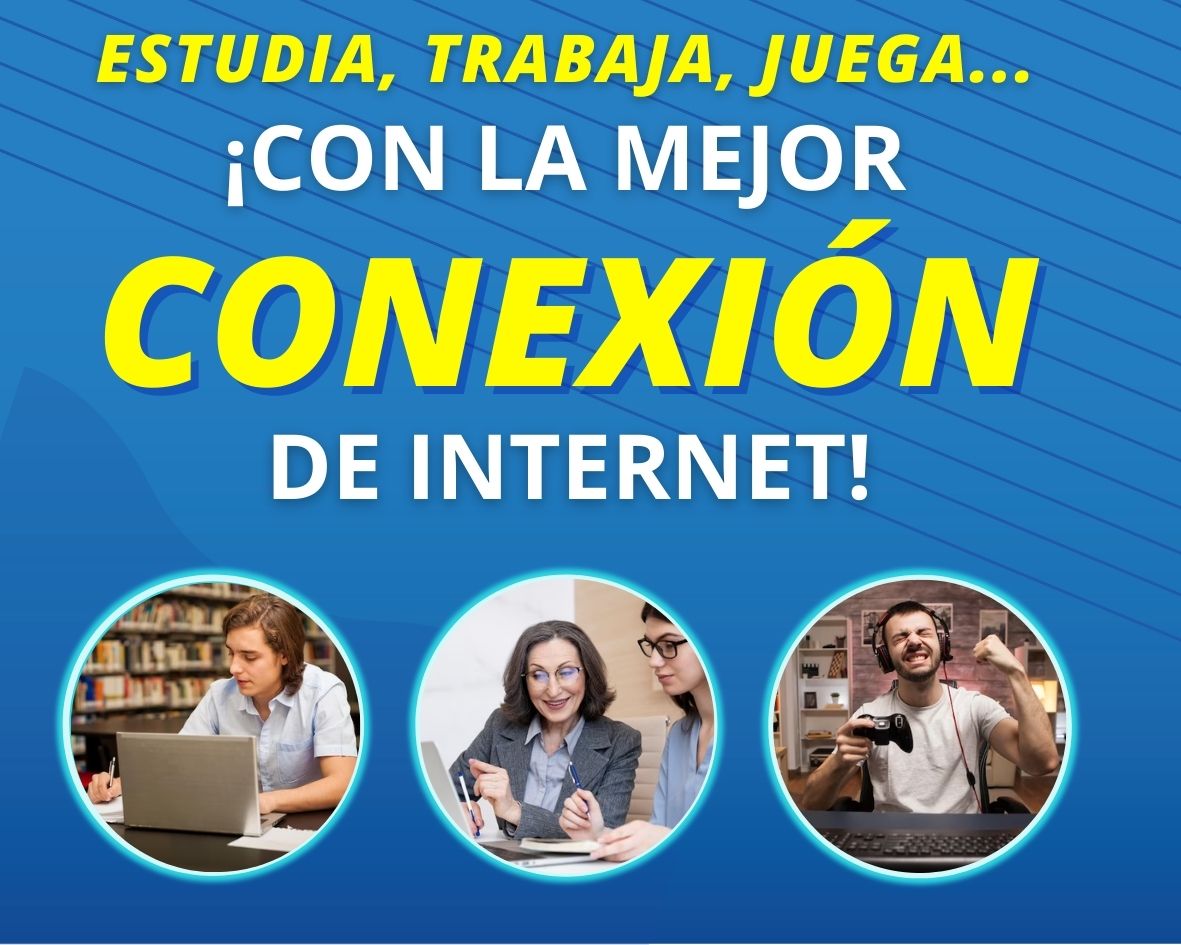 ESTUDIA, TRABAJA, JUEGA...
¡CON LA MEJOR
CONEXIÓN
DE INTERNET!